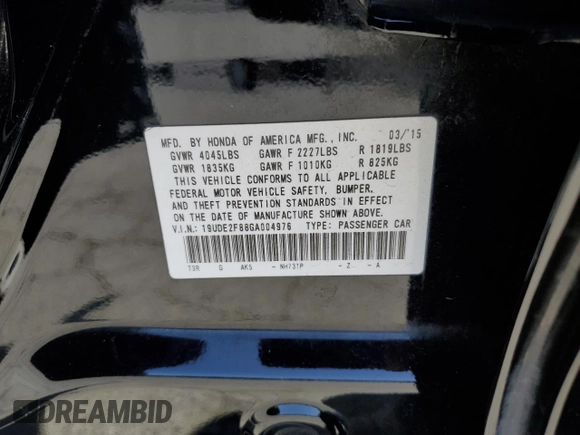 MFD. BY HONDA OF AMERICA MFG., INC. 03/'15
GVWR 4045LBS GAWR F 2227LBS R 1819LBS
GVWR 1835KG GAWR F 1010KG R 825KG
THIS VEHICLE CONFORMS TO ALL APPLICABLE
FEDERAL MOTOR VEHICLE SAFETY, BUMPER,
AND THEFT PREVENTION STANDARDS IN EFFECT
ON THE DATE OF MANUFACTURE SHOWN ABOVE.
V.I.N.: 19UDE2F88GA004976 TYPE: PASSENGER CAR
T3R G AK5 - NH731P - Z - A
DREAMBID